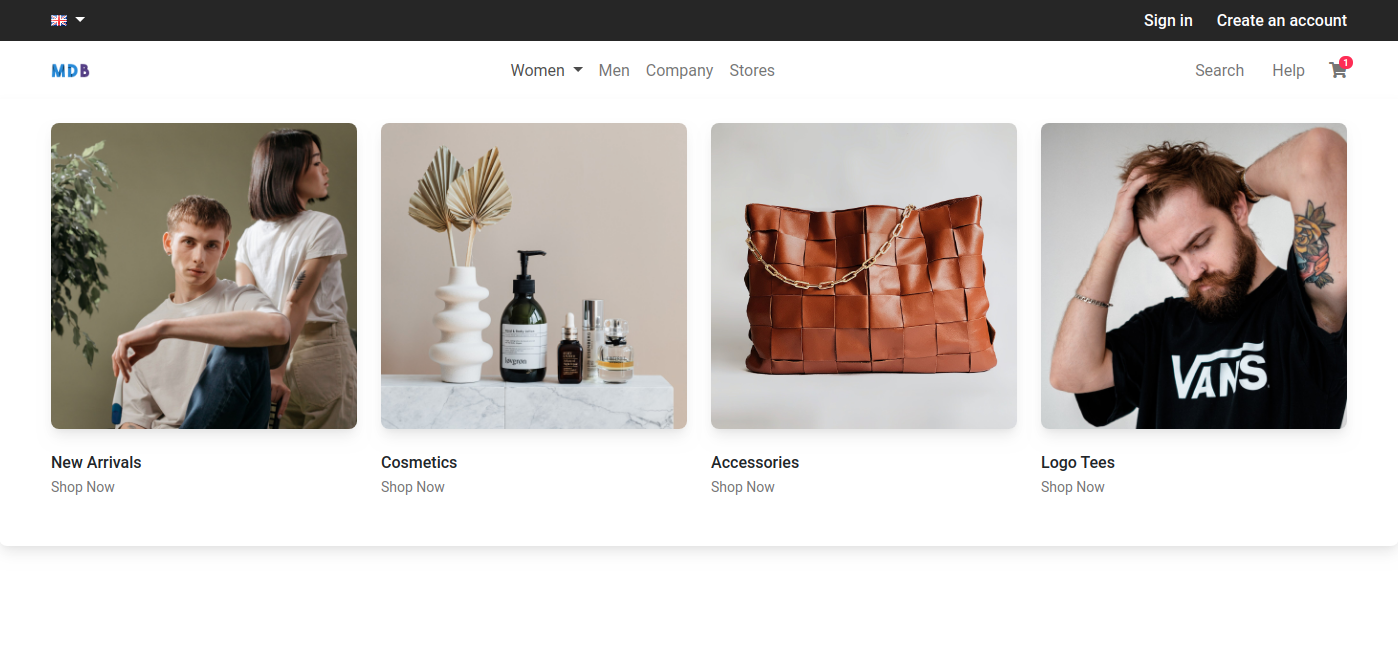 Sign in Create an account
MDB Women Men Company Stores Search Help 1
lovgron
VANS
New Arrivals Cosmetics Accessories Logo Tees
Shop Now Shop Now Shop Now Shop Now